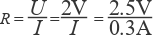 R = U/I = 2V/I = 2.5V/0.3A